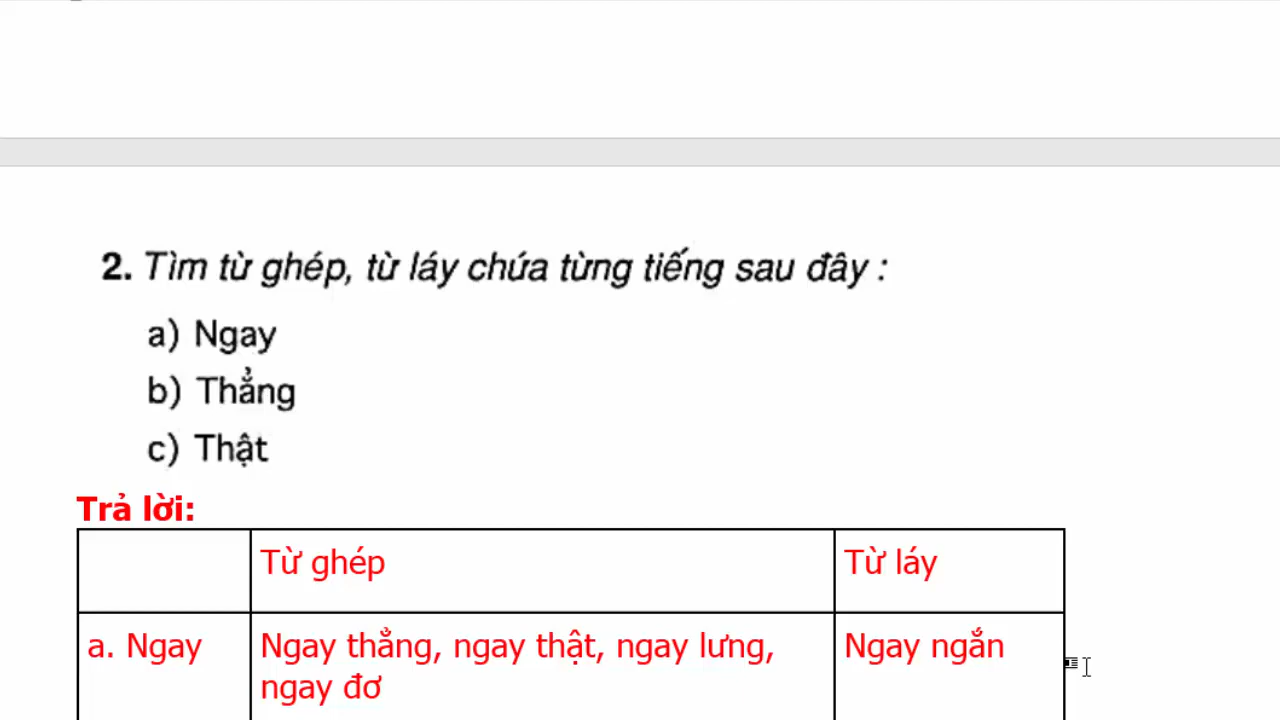 2. Tìm từ ghép, từ láy chứa từng tiếng sau đây :
a) Ngay
b) Thẳng
c) Thật
Trả lời:
Từ ghép Từ láy
a. Ngay Ngay thẳng, ngay thật, ngay lưng, Ngay ngắn
ngay đơ